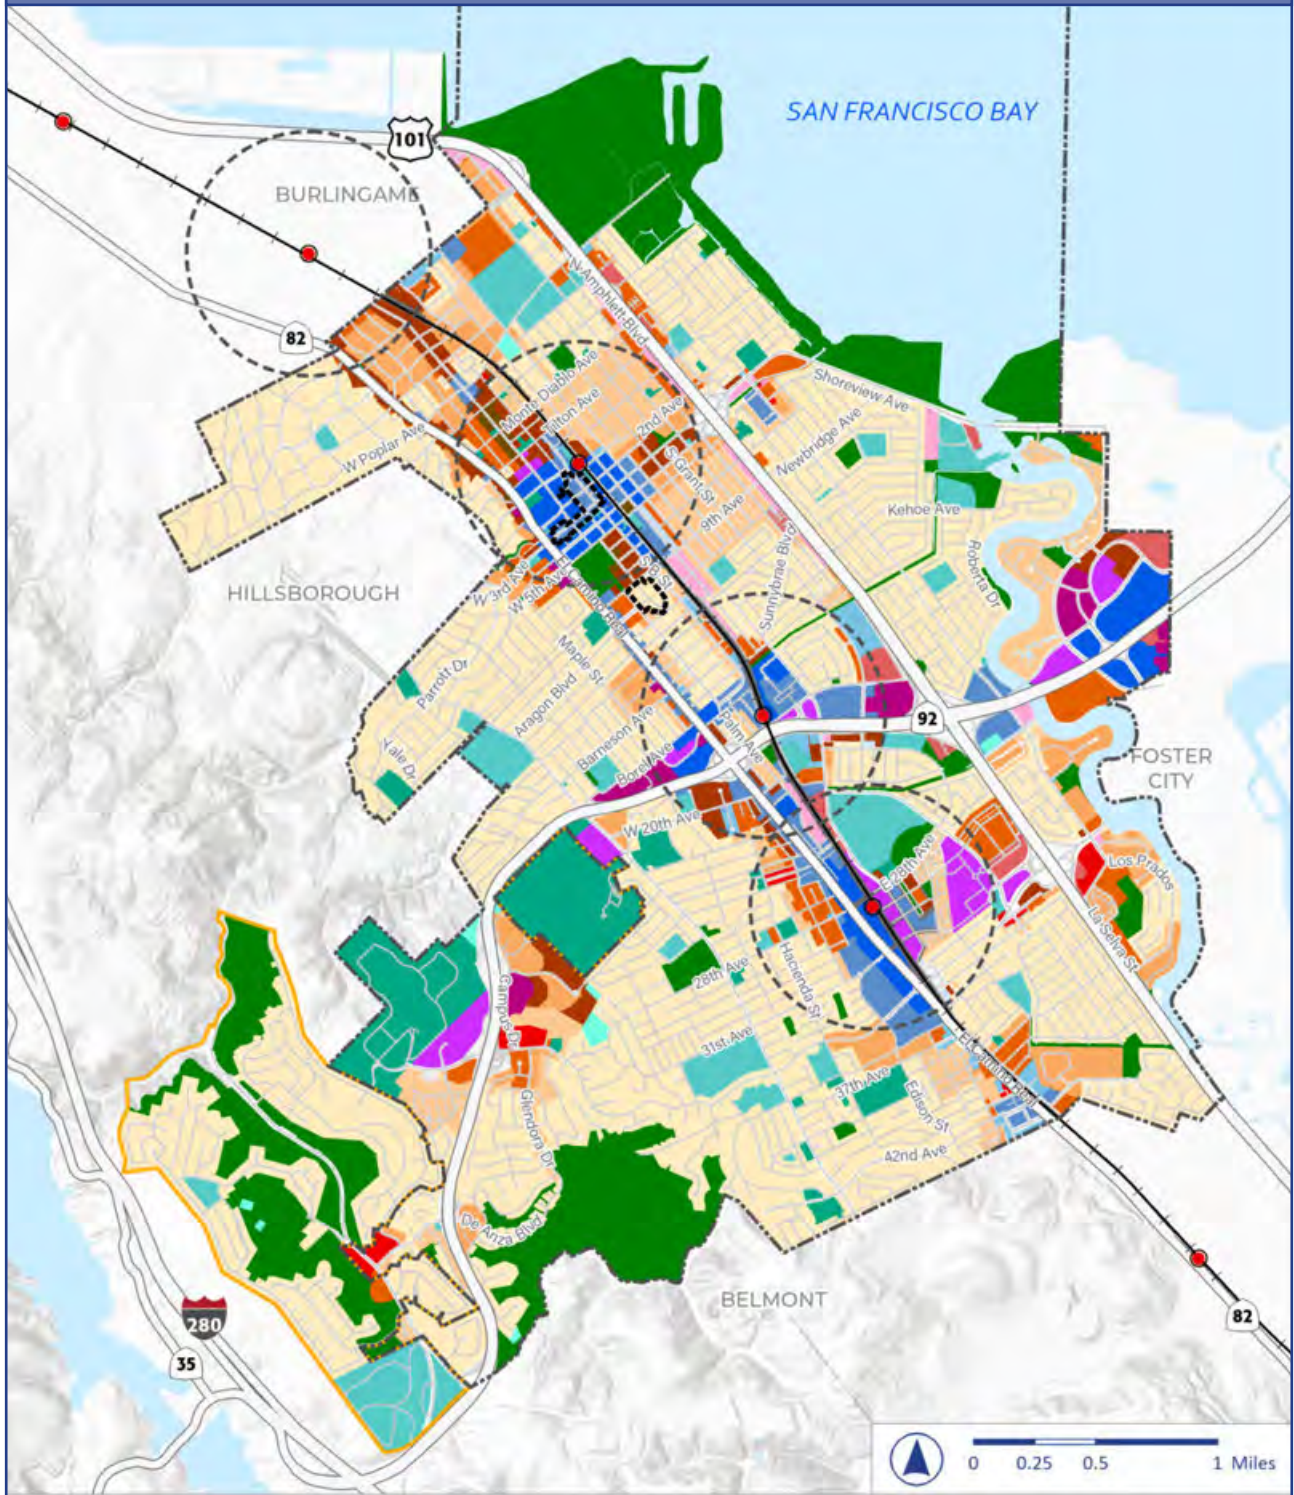 SAN FRANCISCO BAY
101
BURLINGAME
N Amphlett Blvd
82
Monte Diablo Ave
Tilton Ave
2nd Ave
Shoreview Ave
W Poplar Ave
S Grant St
Newbridge Ave
9th Ave
Kehoe Ave
Sunnybrae Blvd
Roberta Dr
HILLSBOROUGH
W 3rd Ave
W 5th Ave
El Camino Real
S B St
Maple St
Parrott Dr
Aragon Blvd
Barneson Ave
Palm Ave
92
Yale Dr
Borel Ave
FOSTER
CITY
W 20th Ave
E 28th Ave
Los Prados
La Selva St
28th Ave
Hacienda St
Campus Dr
31st Ave
El Camino Real
37th Ave
Edison St
Glendora Dr
42nd Ave
De Anza Blvd
BELMONT
280
82
35
0 0.25 0.5 1 Miles